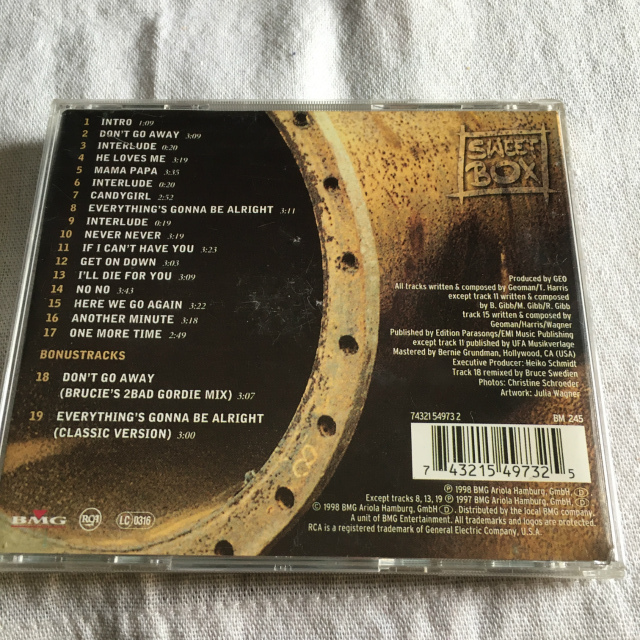 1 INTRO 1:09
2 DON'T GO AWAY 3:09
3 INTERLUDE 0:20
4 HE LOVES ME 3:19
5 MAMA PAPA 3:35
6 INTERLUDE 0:20
7 CANDYGIRL 2:52
8 EVERYTHING'S GONNA BE ALRIGHT 3:11
9 INTERLUDE 0:19
10 NEVER NEVER 3:19
11 IF I CAN'T HAVE YOU 3:23
12 GET ON DOWN 3:03
13 I'LL DIE FOR YOU 3:09
14 NO NO 3:43
15 HERE WE GO AGAIN 3:22
16 ANOTHER MINUTE 3:18
17 ONE MORE TIME 2:49
BONUSTRACKS
18 DON'T GO AWAY
(BRUCIE'S 2BAD GORDIE MIX) 3:07
19 EVERYTHING'S GONNA BE ALRIGHT
(CLASSIC VERSION) 3:00
SWEET
BOX
Produced by GEO
All tracks written & composed by Geoman/T. Harris
except track 11 written & composed
by B. Gibb/M. Gibb/R. Gibb
track 15 written & composed by
Geoman/Harris/Wagner
Published by Edition Parasongs/EMI Music Publishing
except track 11 published by UFA Musikverlage
Mastered by Bernie Grundman, Hollywood, CA (USA)
Executive Producer: Heiko Schmidt
Track 18 remixed by Bruce Swedien
Photos: Christine Schroeder
Artwork: Julia Wagner
74321 54973 2 BM 245
7 43215 49732 5
BMG RCA LC 0316
℗ 1998 BMG Ariola Hamburg, GmbH, D.
Except tracks 8, 13, 19 ℗ 1997 BMG Ariola Hamburg, GmbH, D.
© 1998 BMG Ariola Hamburg, GmbH D. Distributed by the local BMG company.
A unit of BMG Entertainment. All trademarks and logos are protected.
RCA is a registered trademark of General Electric Company, U.S.A.
8